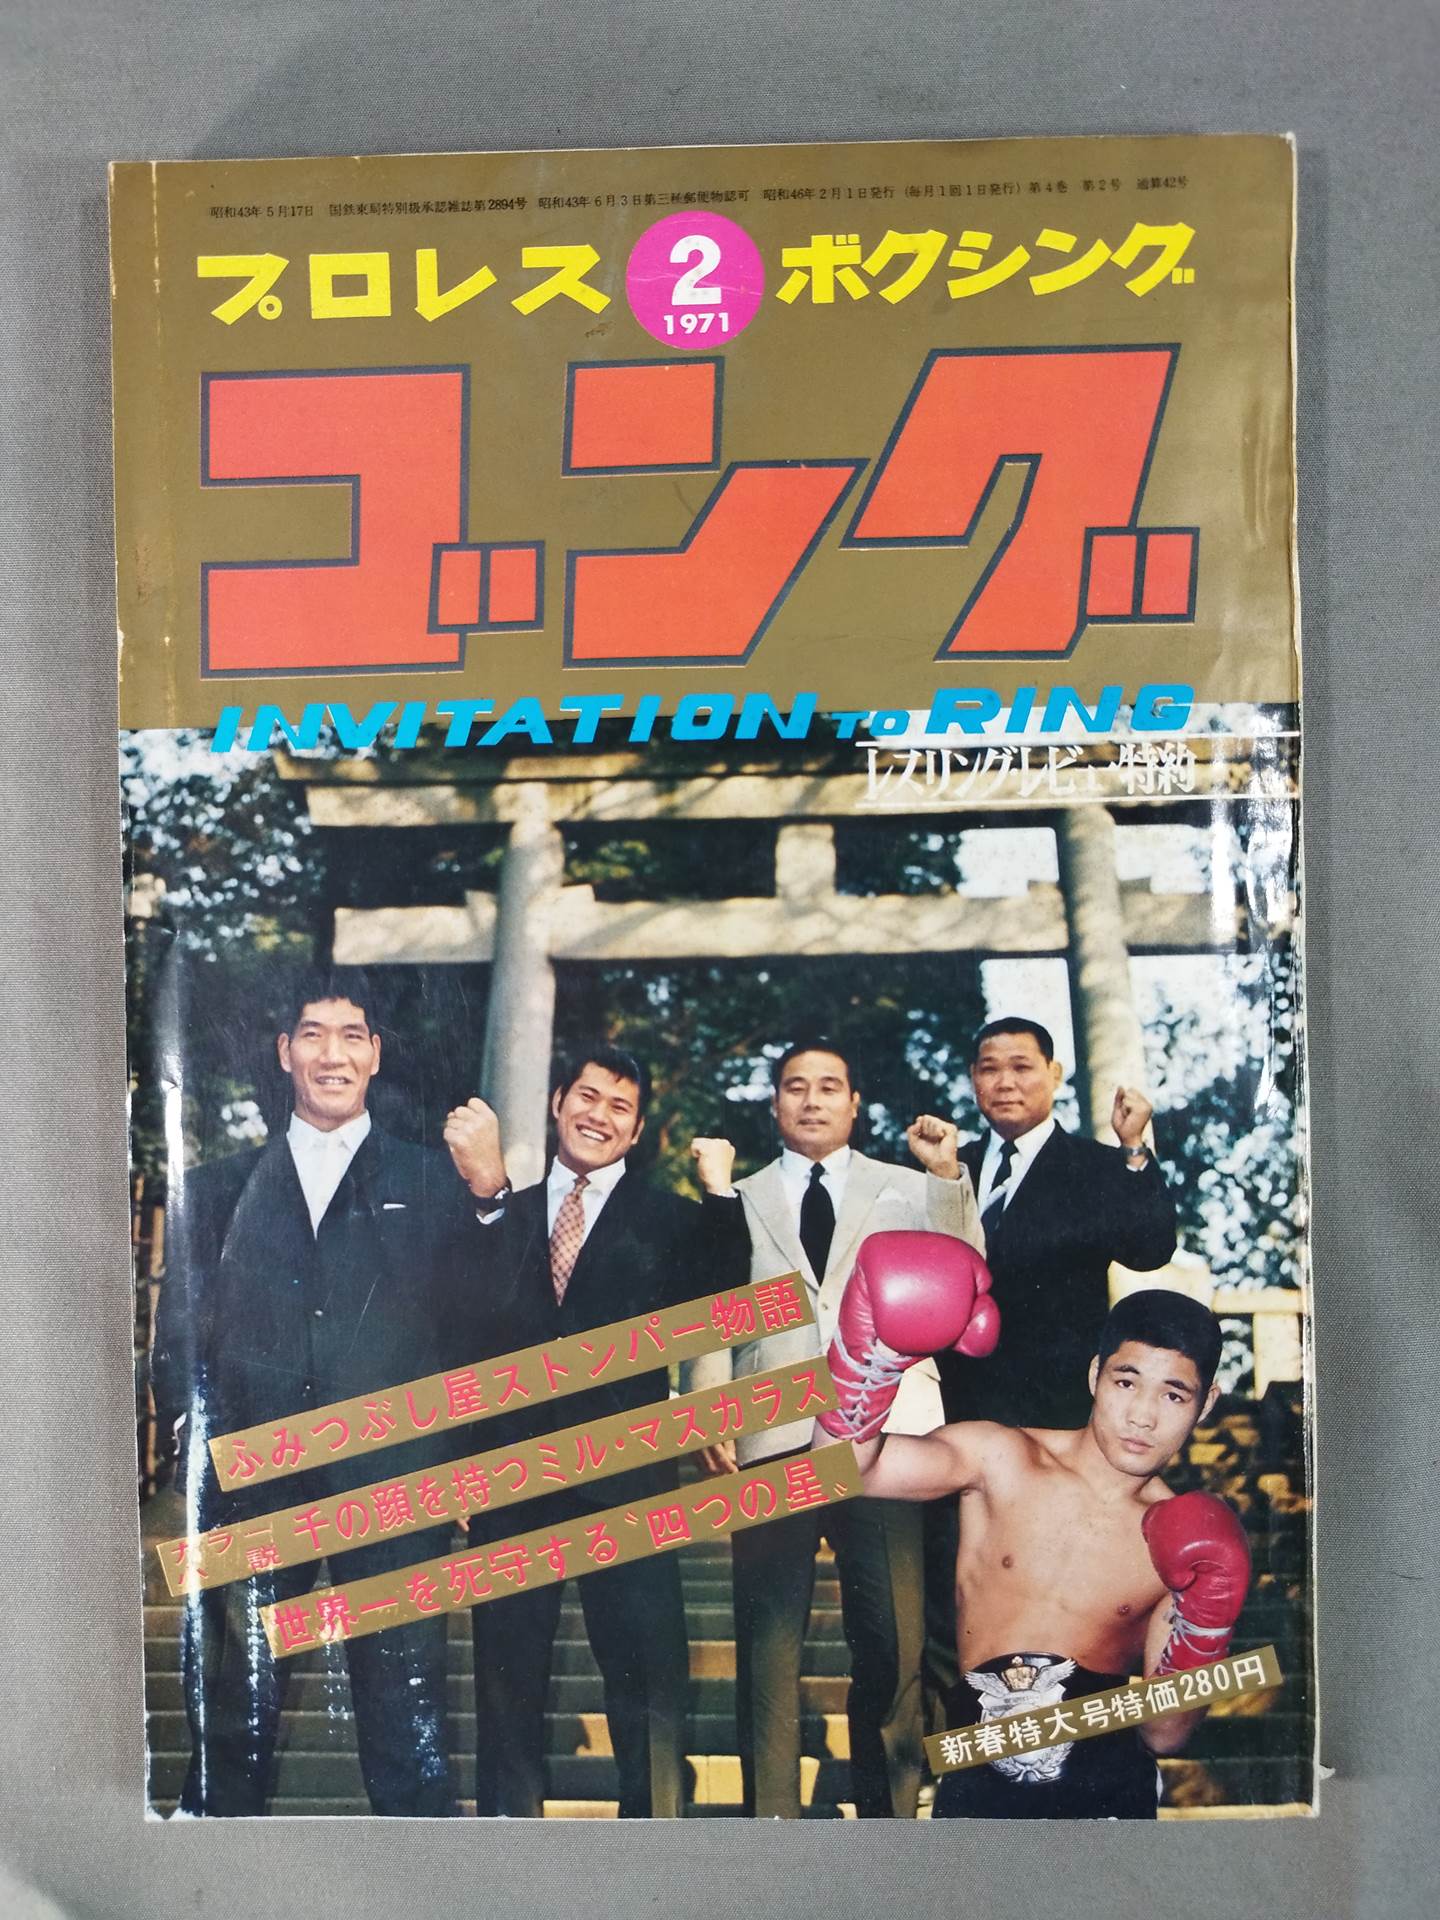 昭和43年5月17日 国鉄東局特別扱承認雑誌第2894号 昭和43年6月3日第三種郵便物認可 昭和46年2月1日発行(毎月1回1日発行)第4巻 第2号 通算42号
プロレス 2 ボクシング
1971
ゴング
INVITATION TO RING
レスリング・レビュー特約
ふみつぶし屋ストンパー物語
カラー小説 千の顔を持つミル・マスカラス
世界一を死守する〝四つの星〟
新春特大号特価280円